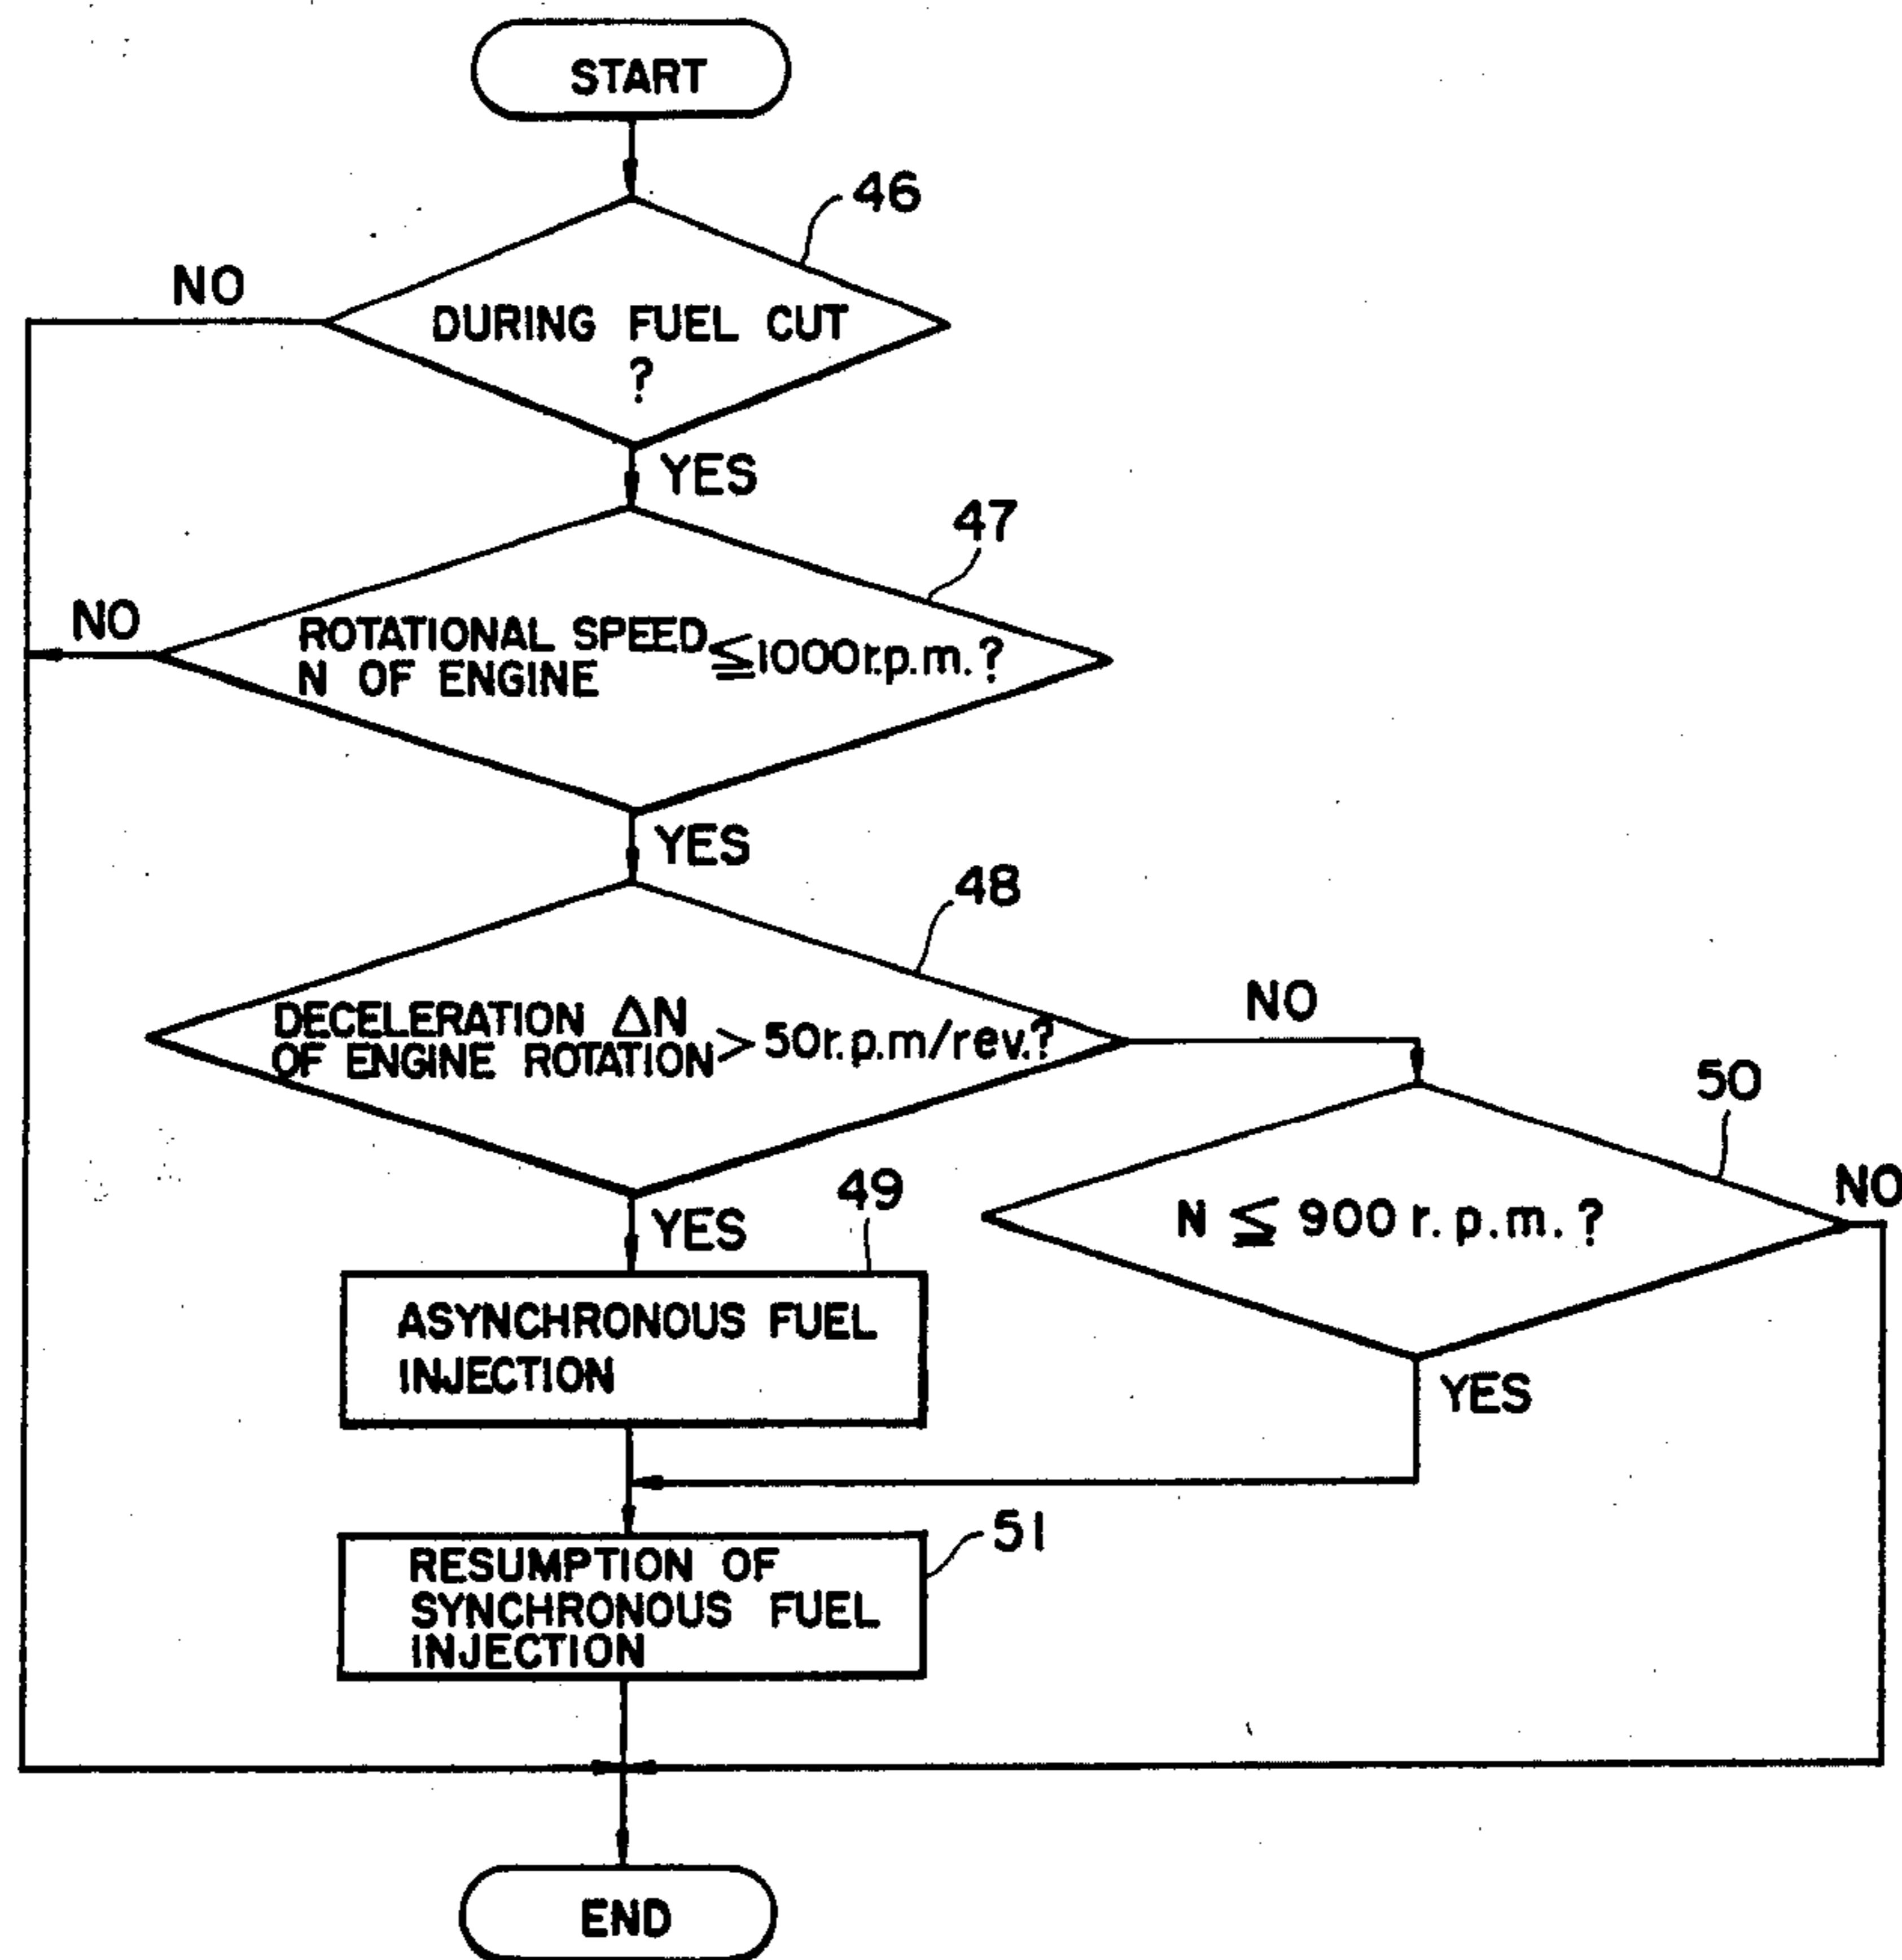 START
46
NO
DURING FUEL CUT
?
YES
47
NO
ROTATIONAL SPEED
N OF ENGINE
≦1000r.p.m.?
YES
48
DECELERATION ΔN
OF ENGINE ROTATION
> 50r.p.m/rev.?
NO
50
N ≦ 900 r.p.m.?
NO
YES
49
ASYNCHRONOUS FUEL
INJECTION
YES
51
RESUMPTION OF
SYNCHRONOUS FUEL
INJECTION
END